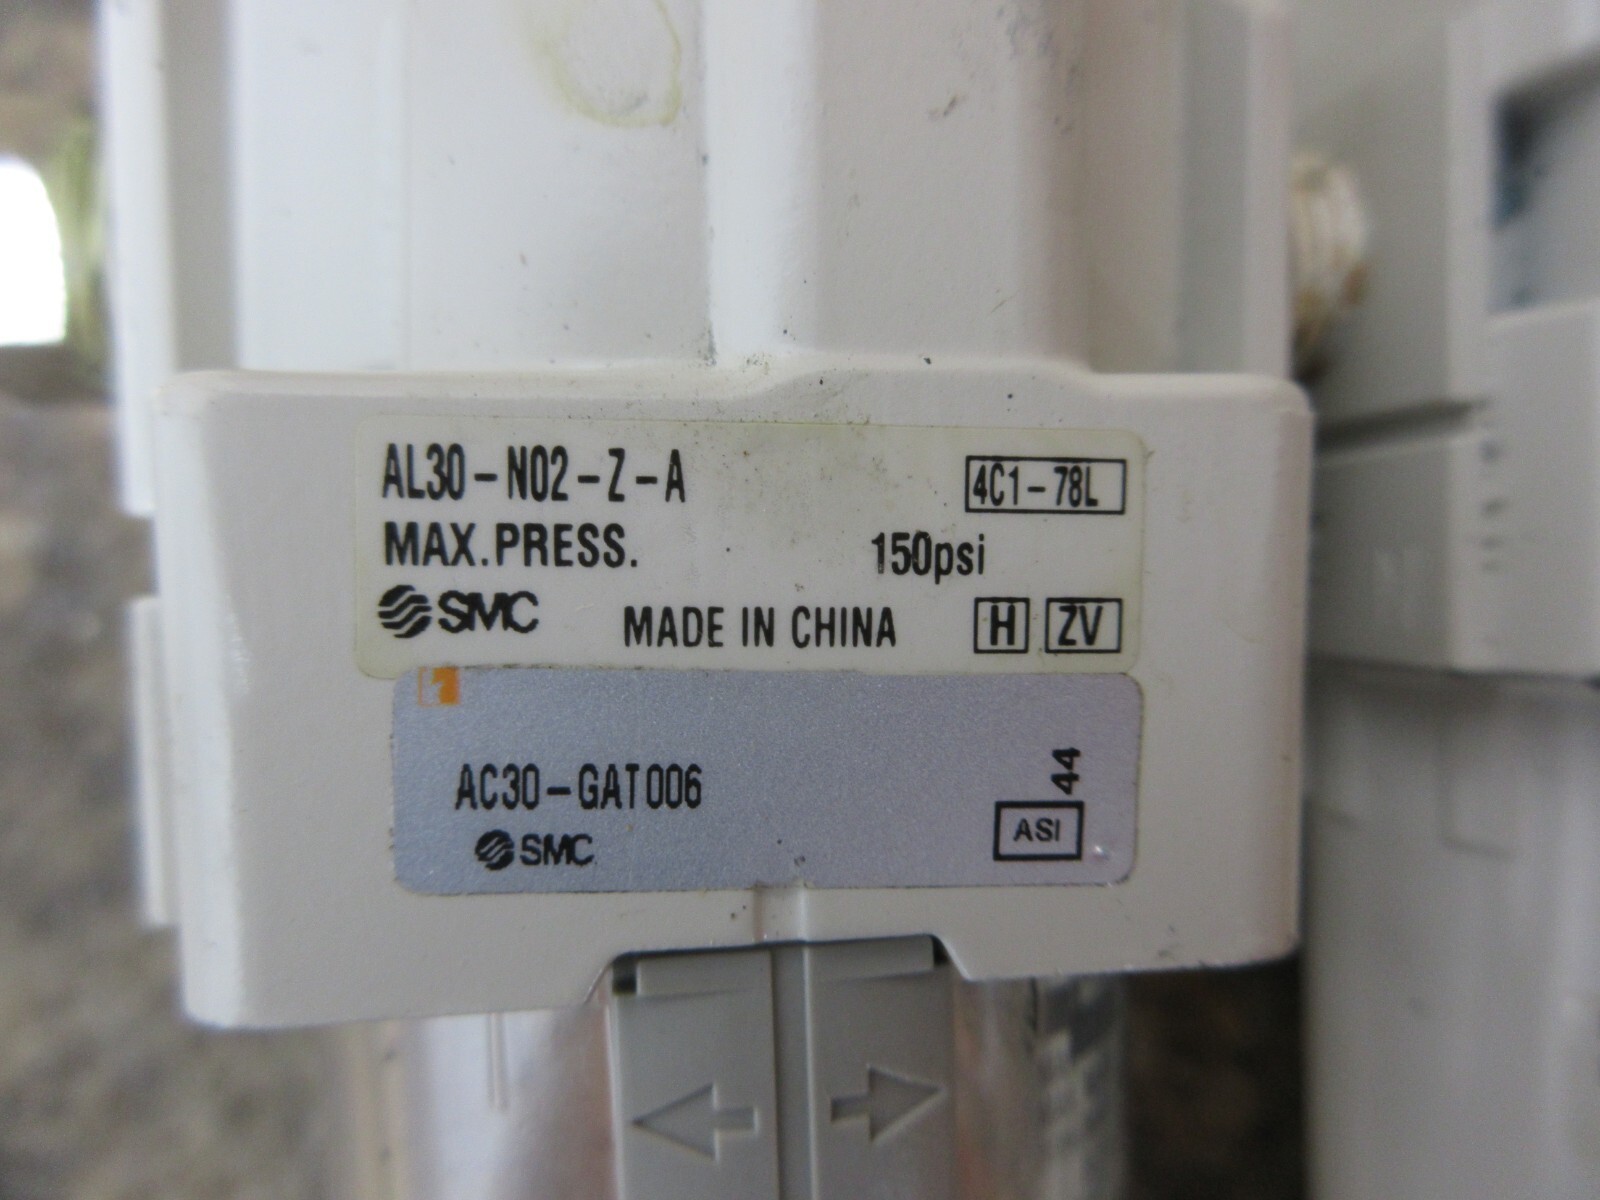 AL30-N02-Z-A 4C1-78L
MAX.PRESS. 150psi
SMC MADE IN CHINA H ZV
AC30-GAT006 44
SMC ASI